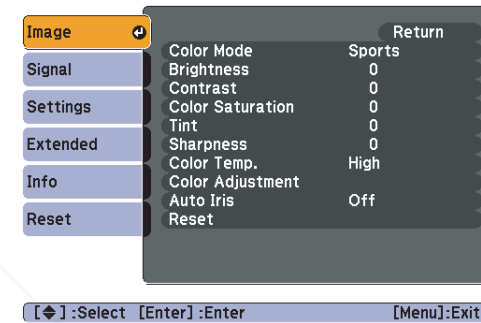 Image
Signal
Settings
Extended
Info
Reset
Return
Color Mode Sports
Brightness 0
Contrast 0
Color Saturation 0
Tint 0
Sharpness 0
Color Temp. High
Color Adjustment
Auto Iris Off
Reset
[ ] :Select [Enter] :Enter [Menu]:Exit